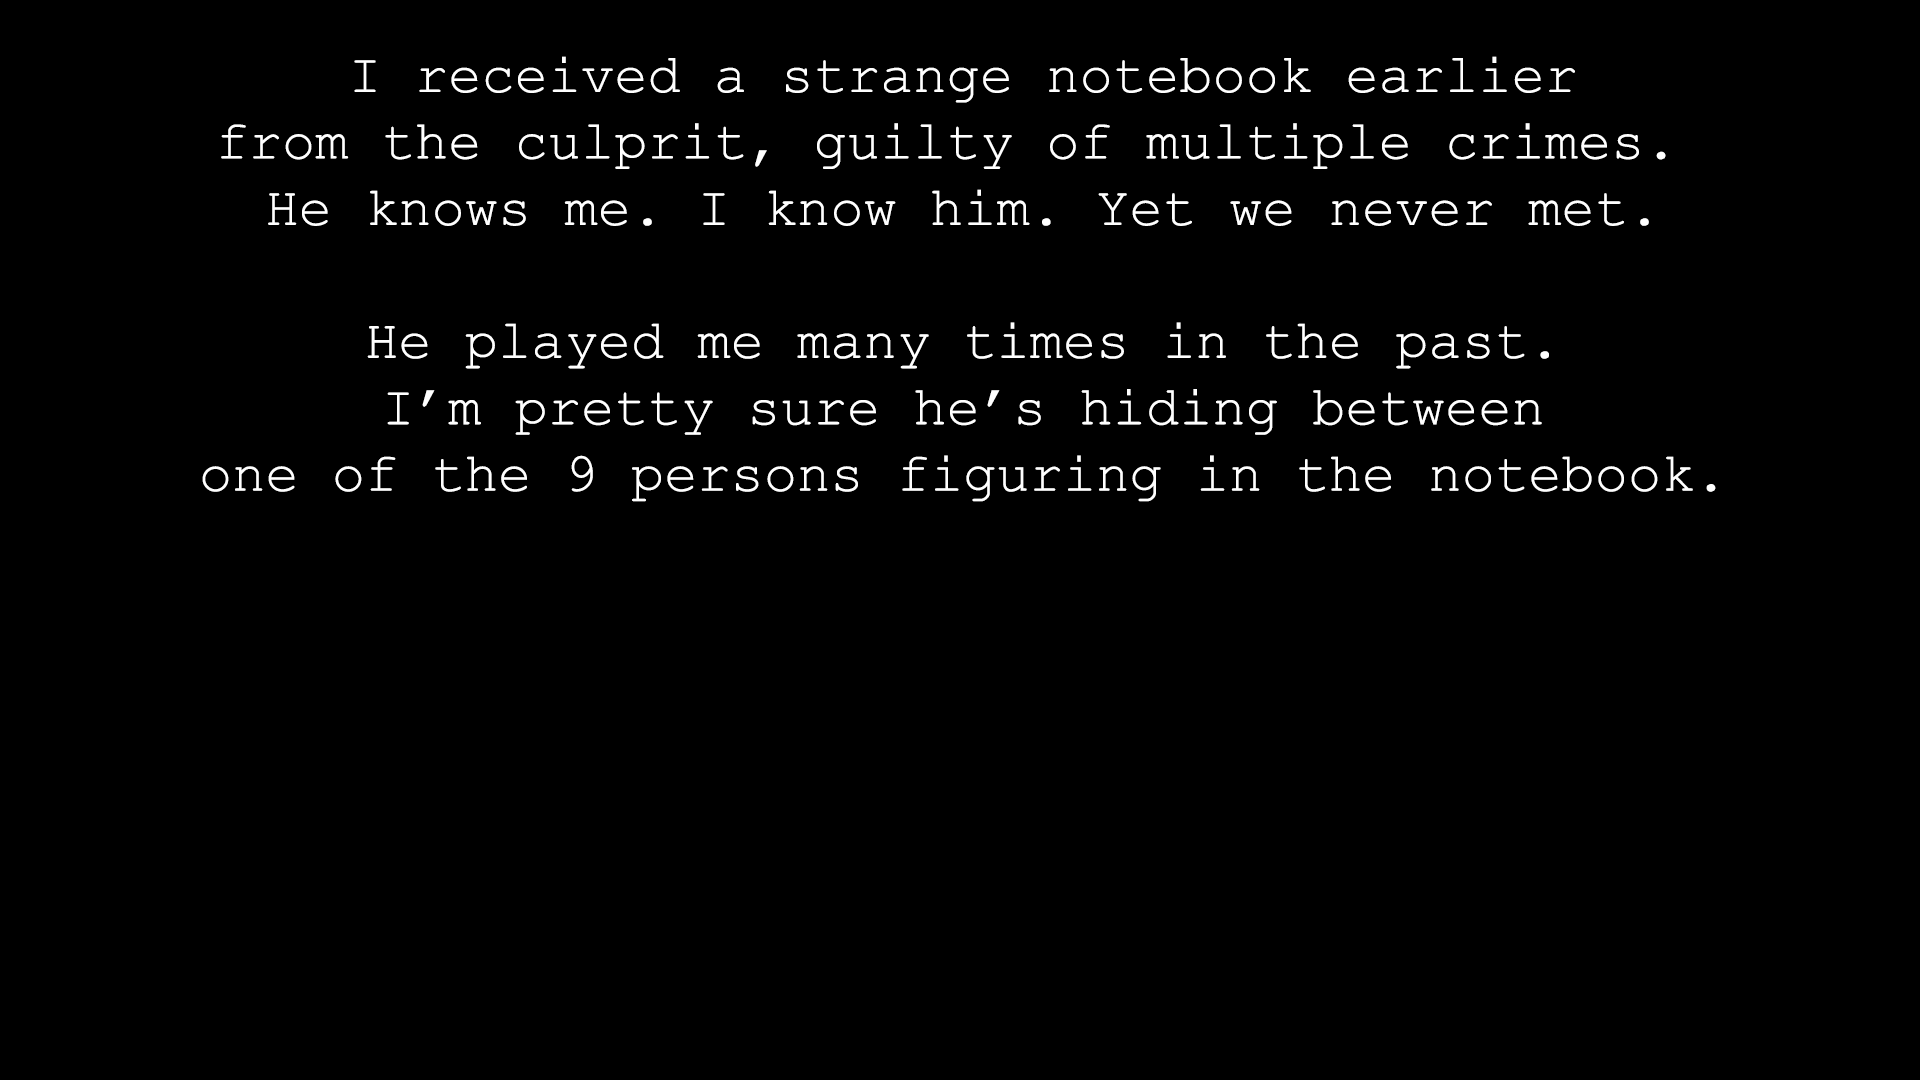 I received a strange notebook earlier
from the culprit, guilty of multiple crimes.
He knows me. I know him. Yet we never met.
He played me many times in the past.
I’m pretty sure he’s hiding between
one of the 9 persons figuring in the notebook.